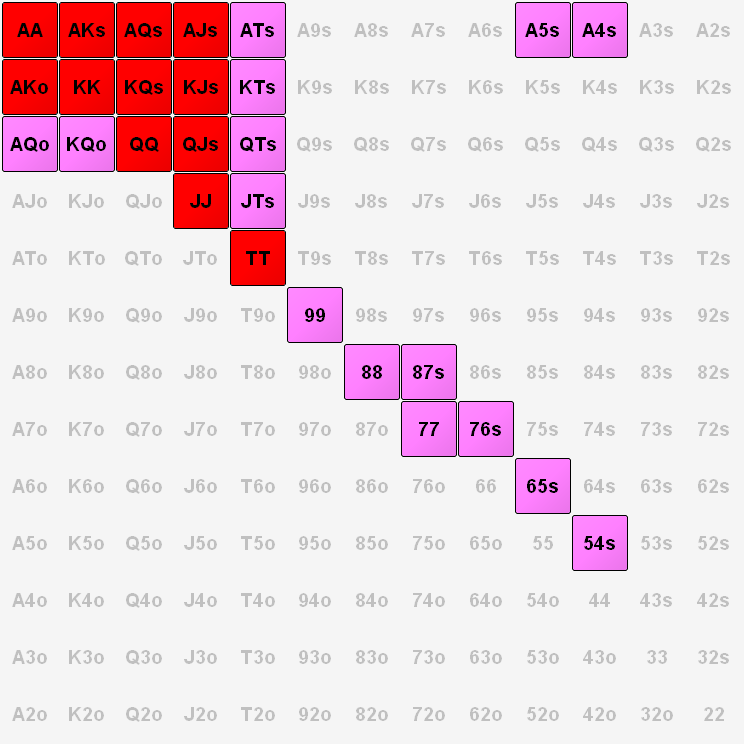 AA AKs AQs AJs ATs A9s A8s A7s A6s A5s A4s A3s A2s
AKo KK KQs KJs KTs K9s K8s K7s K6s K5s K4s K3s K2s
AQo KQo QQ QJs QTs Q9s Q8s Q7s Q6s Q5s Q4s Q3s Q2s
AJo KJo QJo JJ JTs J9s J8s J7s J6s J5s J4s J3s J2s
ATo KTo QTo JTo TT T9s T8s T7s T6s T5s T4s T3s T2s
A9o K9o Q9o J9o T9o 99 98s 97s 96s 95s 94s 93s 92s
A8o K8o Q8o J8o T8o 98o 88 87s 86s 85s 84s 83s 82s
A7o K7o Q7o J7o T7o 97o 87o 77 76s 75s 74s 73s 72s
A6o K6o Q6o J6o T6o 96o 86o 76o 66 65s 64s 63s 62s
A5o K5o Q5o J5o T5o 95o 85o 75o 65o 55 54s 53s 52s
A4o K4o Q4o J4o T4o 94o 84o 74o 64o 54o 44 43s 42s
A3o K3o Q3o J3o T3o 93o 83o 73o 63o 53o 43o 33 32s
A2o K2o Q2o J2o T2o 92o 82o 72o 62o 52o 42o 32o 22